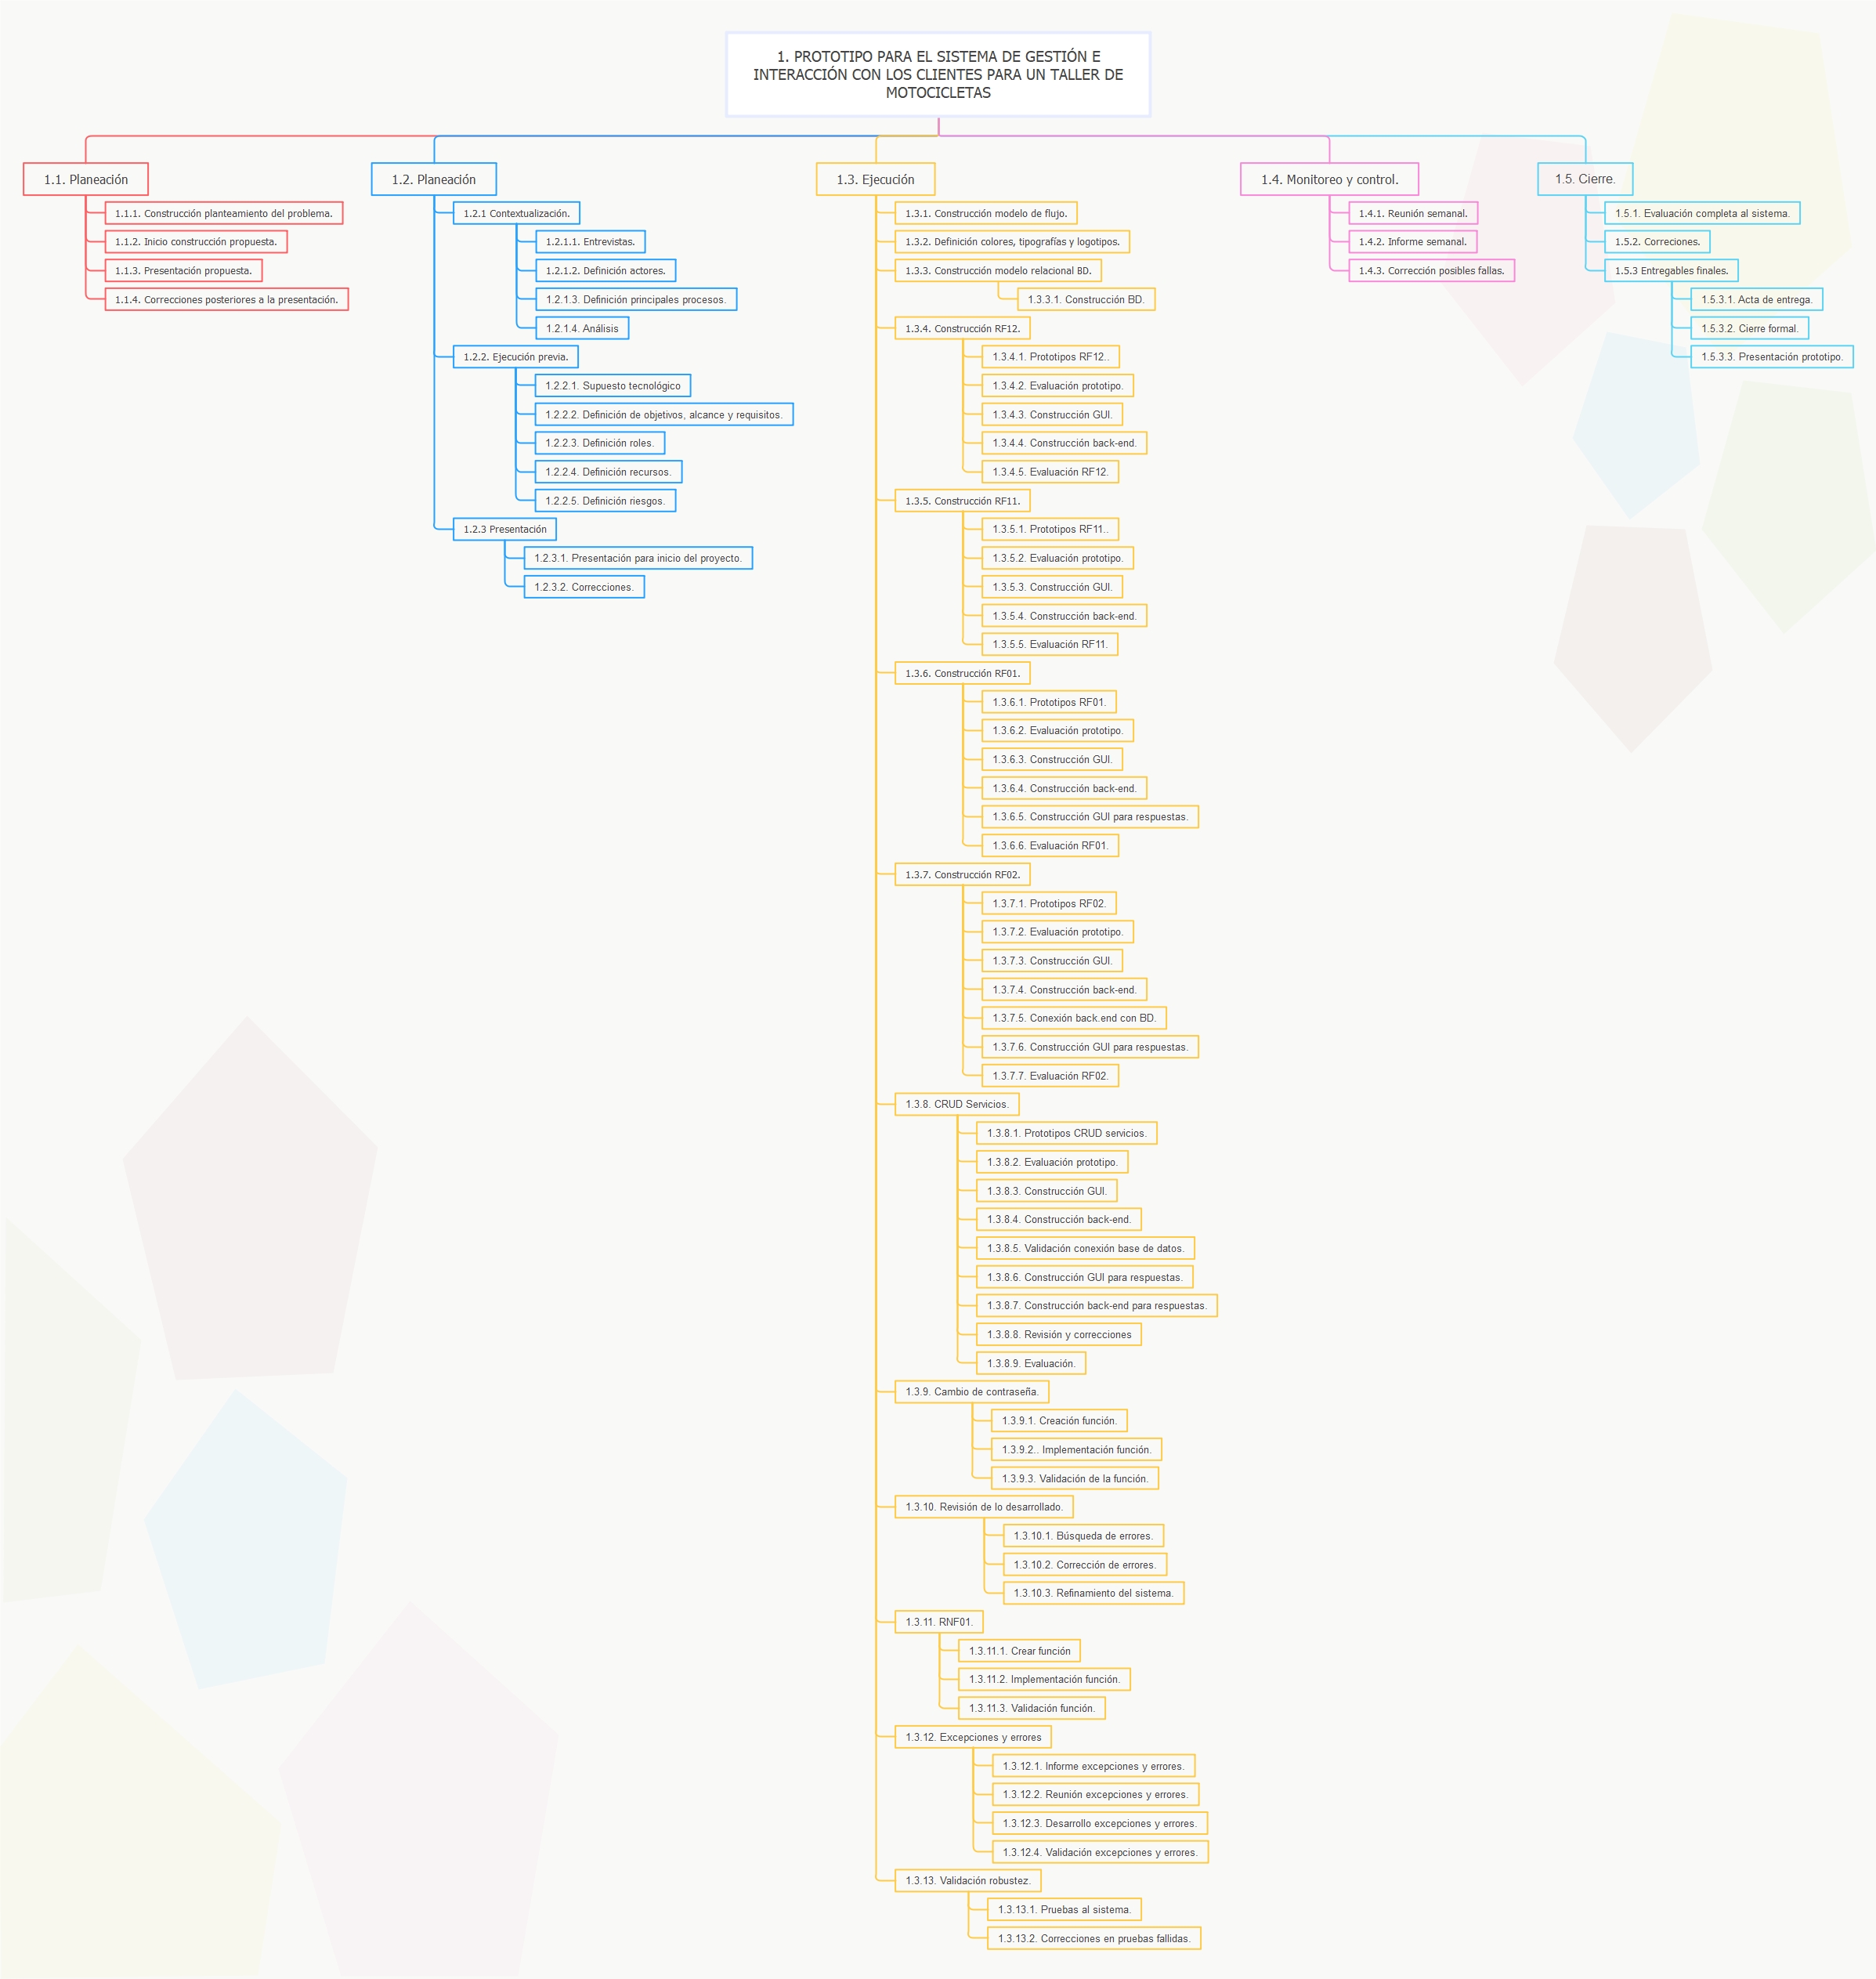 1. PROTOTIPO PARA EL SISTEMA DE GESTIÓN E
INTERACCIÓN CON LOS CLIENTES PARA UN TALLER DE
MOTOCICLETAS
1.1. Planeación
1.1.1. Construcción planteamiento del problema.
1.1.2. Inicio construcción propuesta.
1.1.3. Presentación propuesta.
1.1.4. Correcciones posteriores a la presentación.
1.2. Planeación
1.2.1 Contextualización.
1.2.1.1. Entrevistas.
1.2.1.2. Definición actores.
1.2.1.3. Definición principales procesos.
1.2.1.4. Análisis
1.2.2. Ejecución previa.
1.2.2.1. Supuesto tecnológico
1.2.2.2. Definición de objetivos, alcance y requisitos.
1.2.2.3. Definición roles.
1.2.2.4. Definición recursos.
1.2.2.5. Definición riesgos.
1.2.3 Presentación
1.2.3.1. Presentación para inicio del proyecto.
1.2.3.2. Correcciones.
1.3. Ejecución
1.3.1. Construcción modelo de flujo.
1.3.2. Definición colores, tipografías y logotipos.
1.3.3. Construcción modelo relacional BD.
1.3.3.1. Construcción BD.
1.3.4. Construcción RF12.
1.3.4.1. Prototipos RF12..
1.3.4.2. Evaluación prototipo.
1.3.4.3. Construcción GUI.
1.3.4.4. Construcción back-end.
1.3.4.5. Evaluación RF12.
1.3.5. Construcción RF11.
1.3.5.1. Prototipos RF11..
1.3.5.2. Evaluación prototipo.
1.3.5.3. Construcción GUI.
1.3.5.4. Construcción back-end.
1.3.5.5. Evaluación RF11.
1.3.6. Construcción RF01.
1.3.6.1. Prototipos RF01.
1.3.6.2. Evaluación prototipo.
1.3.6.3. Construcción GUI.
1.3.6.4. Construcción back-end.
1.3.6.5. Construcción GUI para respuestas.
1.3.6.6. Evaluación RF01.
1.3.7. Construcción RF02.
1.3.7.1. Prototipos RF02.
1.3.7.2. Evaluación prototipo.
1.3.7.3. Construcción GUI.
1.3.7.4. Construcción back-end.
1.3.7.5. Conexión back.end con BD.
1.3.7.6. Construcción GUI para respuestas.
1.3.7.7. Evaluación RF02.
1.3.8. CRUD Servicios.
1.3.8.1. Prototipos CRUD servicios.
1.3.8.2. Evaluación prototipo.
1.3.8.3. Construcción GUI.
1.3.8.4. Construcción back-end.
1.3.8.5. Validación conexión base de datos.
1.3.8.6. Construcción GUI para respuestas.
1.3.8.7. Construcción back-end para respuestas.
1.3.8.8. Revisión y correcciones
1.3.8.9. Evaluación.
1.3.9. Cambio de contraseña.
1.3.9.1. Creación función.
1.3.9.2.. Implementación función.
1.3.9.3. Validación de la función.
1.3.10. Revisión de lo desarrollado.
1.3.10.1. Búsqueda de errores.
1.3.10.2. Corrección de errores.
1.3.10.3. Refinamiento del sistema.
1.3.11. RNF01.
1.3.11.1. Crear función
1.3.11.2. Implementación función.
1.3.11.3. Validación función.
1.3.12. Excepciones y errores
1.3.12.1. Informe excepciones y errores.
1.3.12.2. Reunión excepciones y errores.
1.3.12.3. Desarrollo excepciones y errores.
1.3.12.4. Validación excepciones y errores.
1.3.13. Validación robustez.
1.3.13.1. Pruebas al sistema.
1.3.13.2. Correcciones en pruebas fallidas.
1.4. Monitoreo y control.
1.4.1. Reunión semanal.
1.4.2. Informe semanal.
1.4.3. Corrección posibles fallas.
1.5. Cierre.
1.5.1. Evaluación completa al sistema.
1.5.2. Correciones.
1.5.3 Entregables finales.
1.5.3.1. Acta de entrega.
1.5.3.2. Cierre formal.
1.5.3.3. Presentación prototipo.